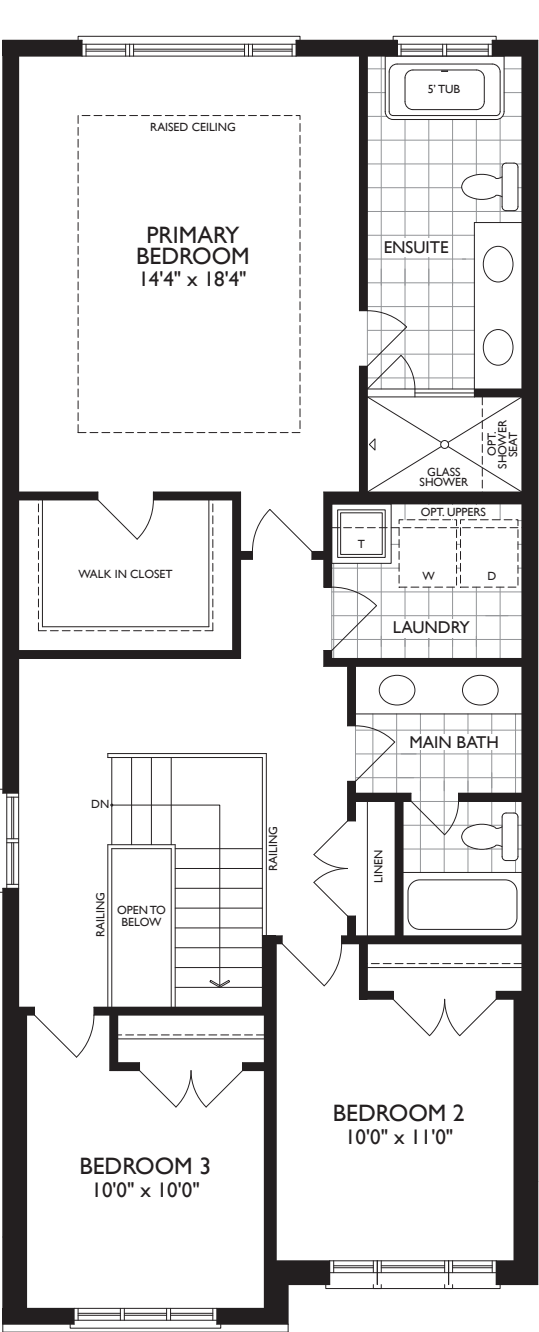 5' TUB
RAISED CEILING
PRIMARY
BEDROOM
14'4" x 18'4"
ENSUITE
OPT.
SHOWER
SEAT
GLASS
SHOWER
OPT. UPPERS
T
W
D
WALK IN CLOSET
LAUNDRY
MAIN BATH
DN
RAILING
LINEN
RAILING
OPEN TO
BELOW
BEDROOM 2
10'0" x 11'0"
BEDROOM 3
10'0" x 10'0"